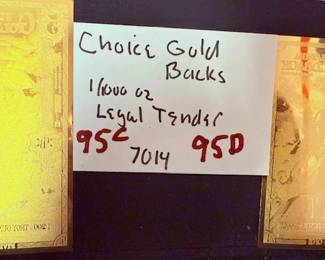 Choice Gold
Backs
1/1000 oz
Legal Tender
95C 95D
7014